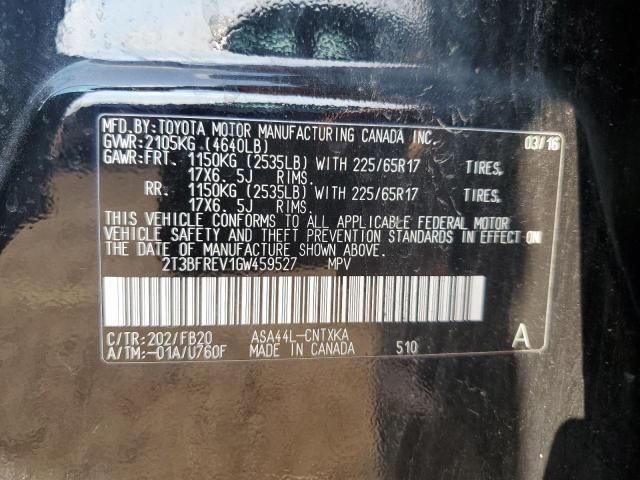 MFD.BY:TOYOTA MOTOR MANUFACTURING CANADA INC. 03/16
GVWR:2105KG (4640LB)
GAWR:FRT. 1150KG (2535LB) WITH 225/65R17 TIRES,
17X6.5J RIMS.
RR. 1150KG (2535LB) WITH 225/65R17 TIRES,
17X6.5J RIMS.
THIS VEHICLE CONFORMS TO ALL APPLICABLE FEDERAL MOTOR
VEHICLE SAFETY AND THEFT PREVENTION STANDARDS IN EFFECT ON
THE DATE OF MANUFACTURE SHOWN ABOVE.
2T3BFREV1GW459527 MPV
C/TR:202/FB20 ASA44L-CNTXKA
A/TM:-01A/U760F MADE IN CANADA 510 A